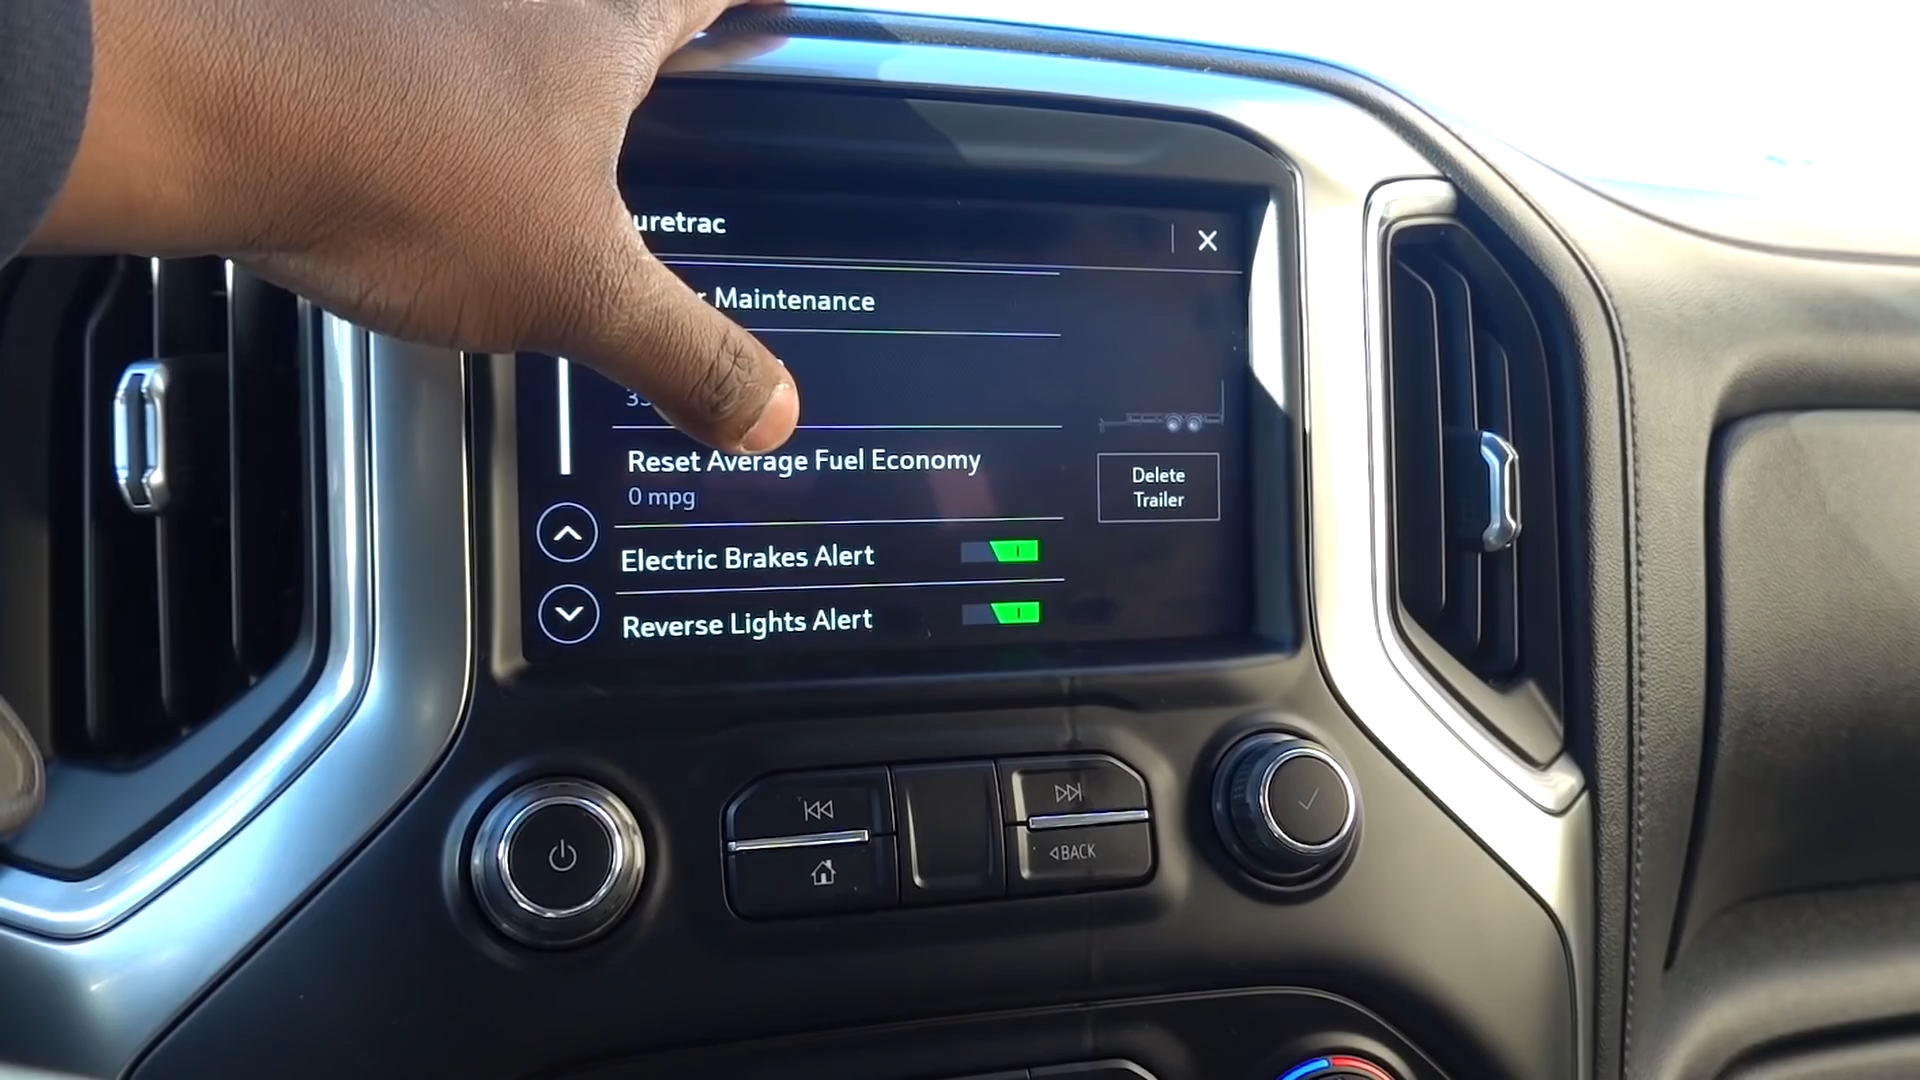 uretrac
Maintenance
Reset Average Fuel Economy
0 mpg
Delete
Trailer
Electric Brakes Alert
Reverse Lights Alert
BACK